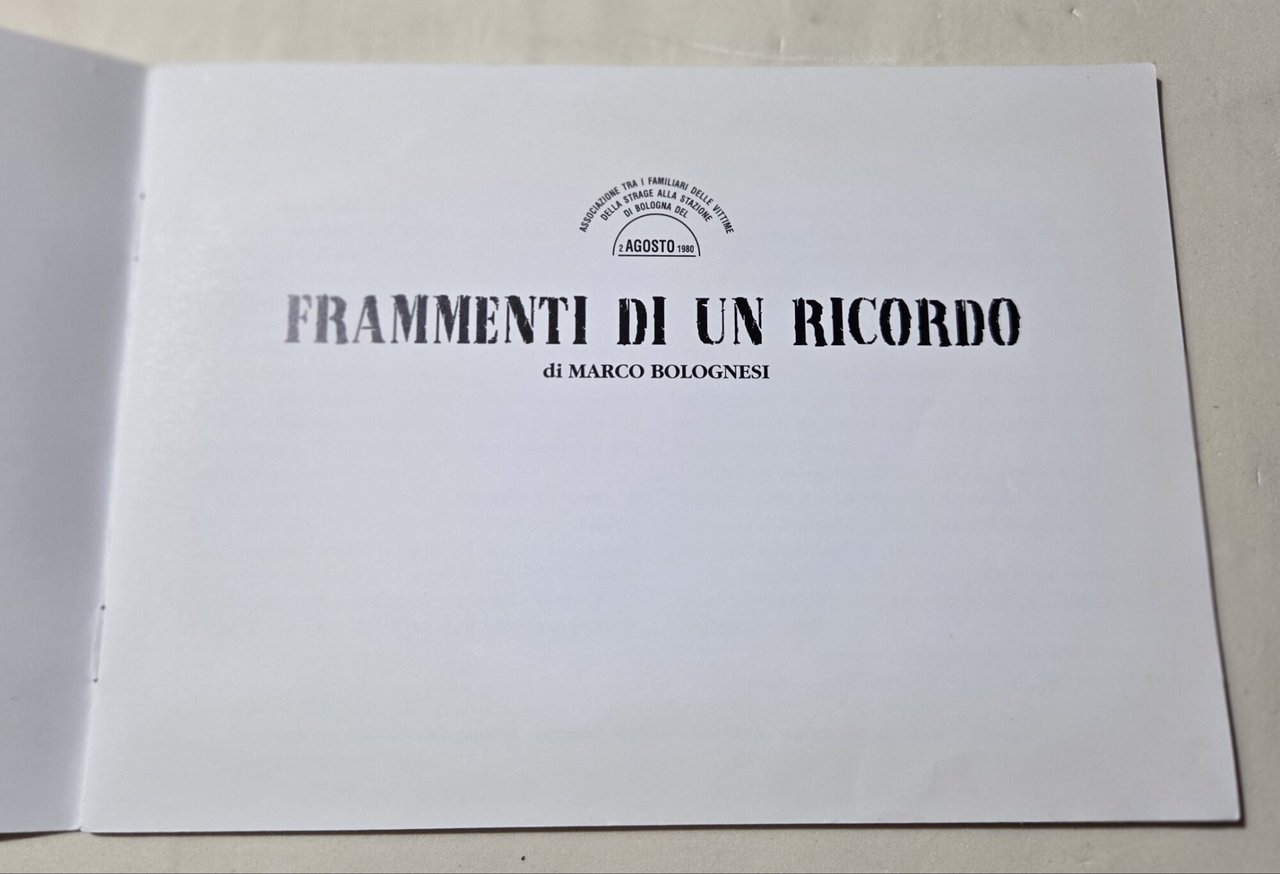 ASSOCIAZIONE TRA I FAMILIARI DELLE VITTIME
DELLA STRAGE ALLA STAZIONE
DI BOLOGNA DEL
2 AGOSTO 1980
FRAMMENTI DI UN RICORDO
di MARCO BOLOGNESI